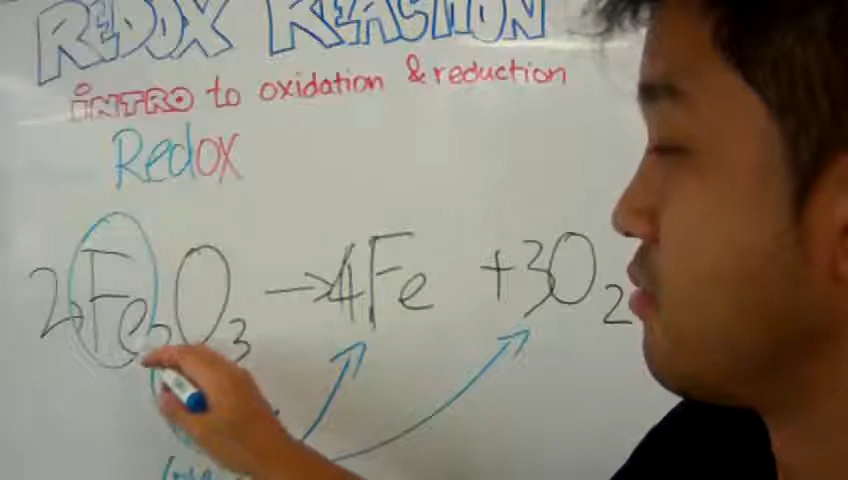 REDOX REACTION
INTRO to oxidation & reduction
Redox
2Fe₂O₃ → 4Fe + 3O₂